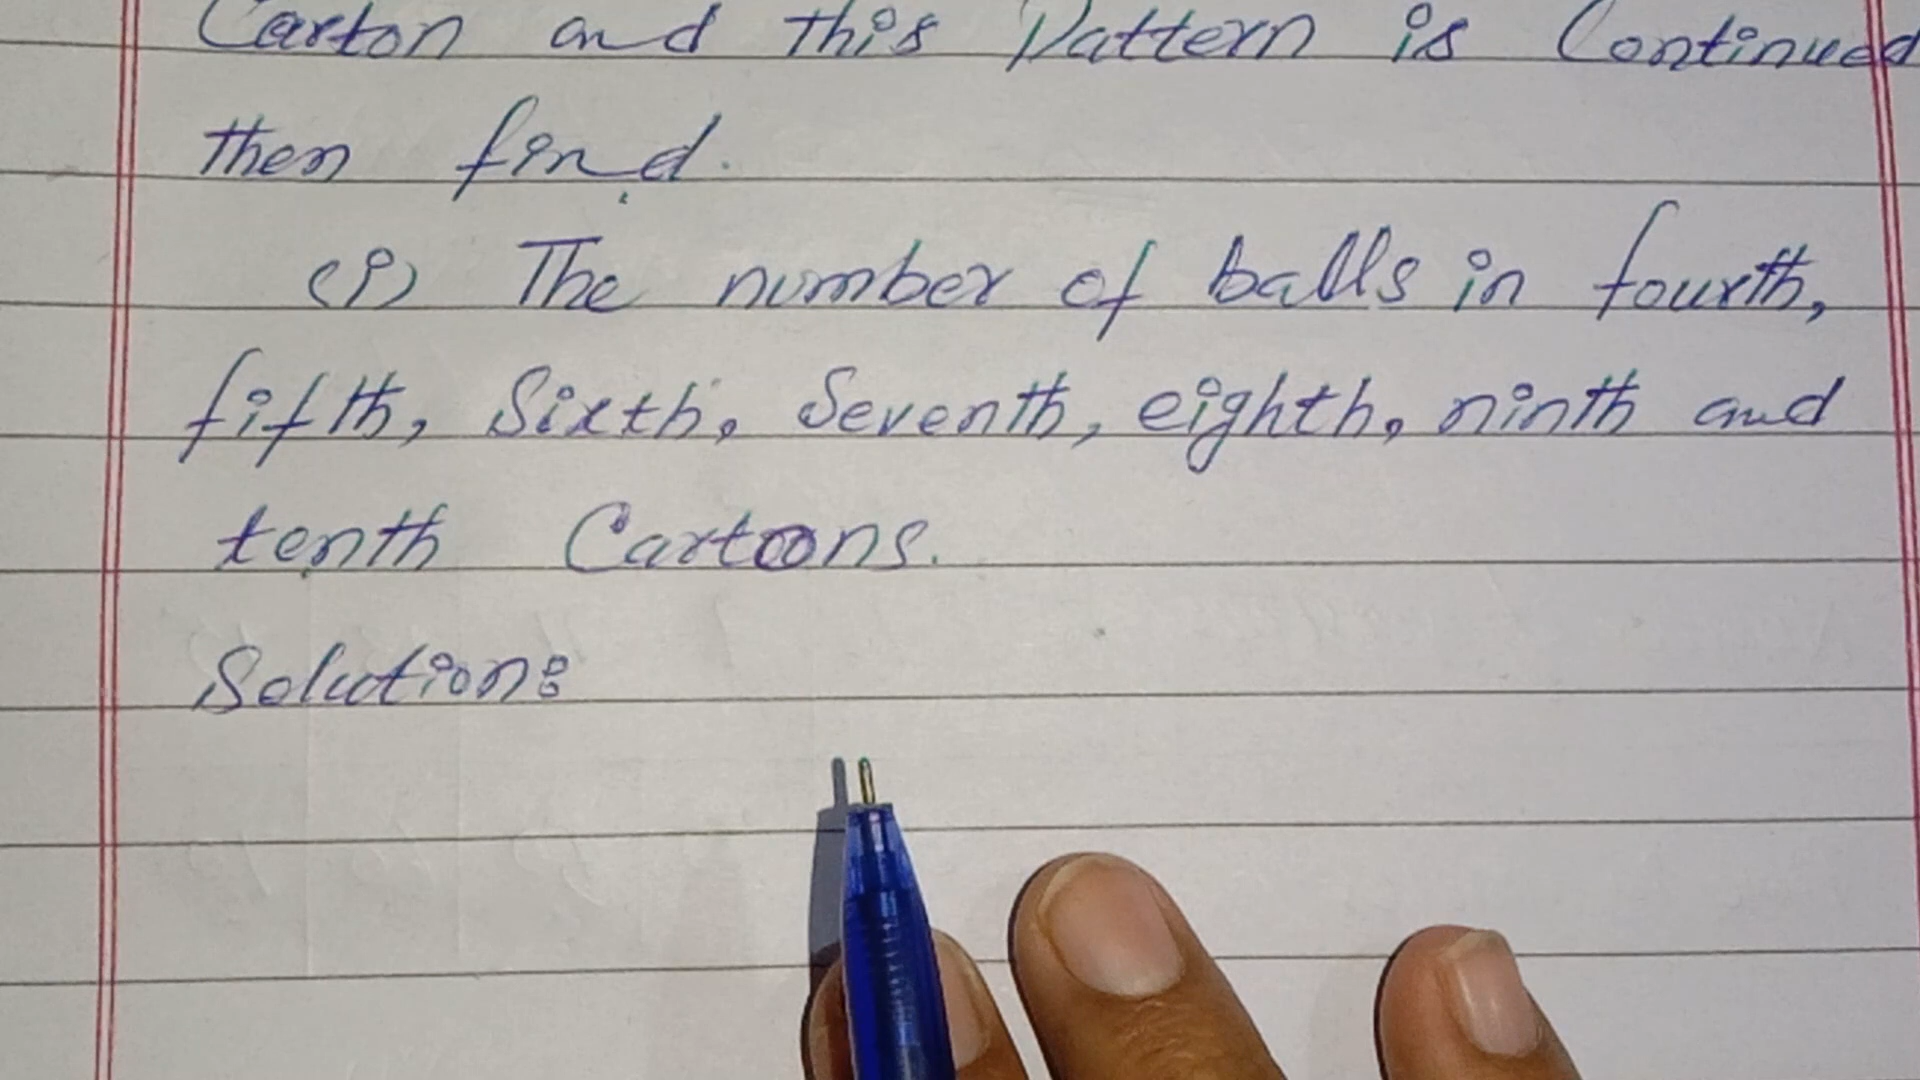 Carton and this Pattern is Continued
then find.
(i) The number of balls in fourth,
fifth, Sixth, Seventh, eighth, ninth and
tenth Cartoons.
Solution: